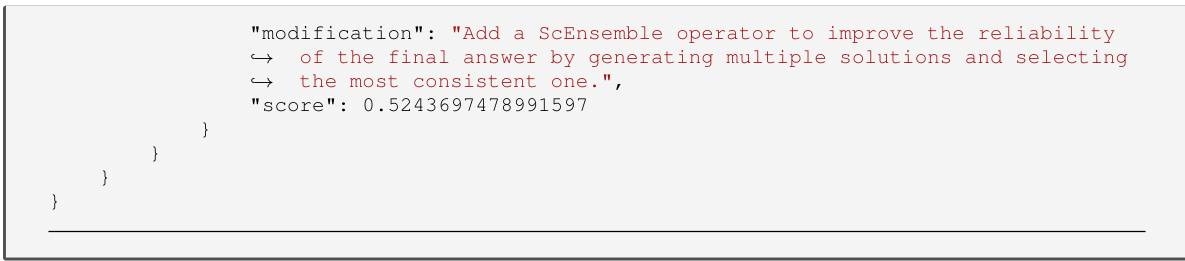 "modification": "Add a ScEnsemble operator to improve the reliability
↪ of the final answer by generating multiple solutions and selecting
↪ the most consistent one.",
"score": 0.5243697478991597
}
}
}
}